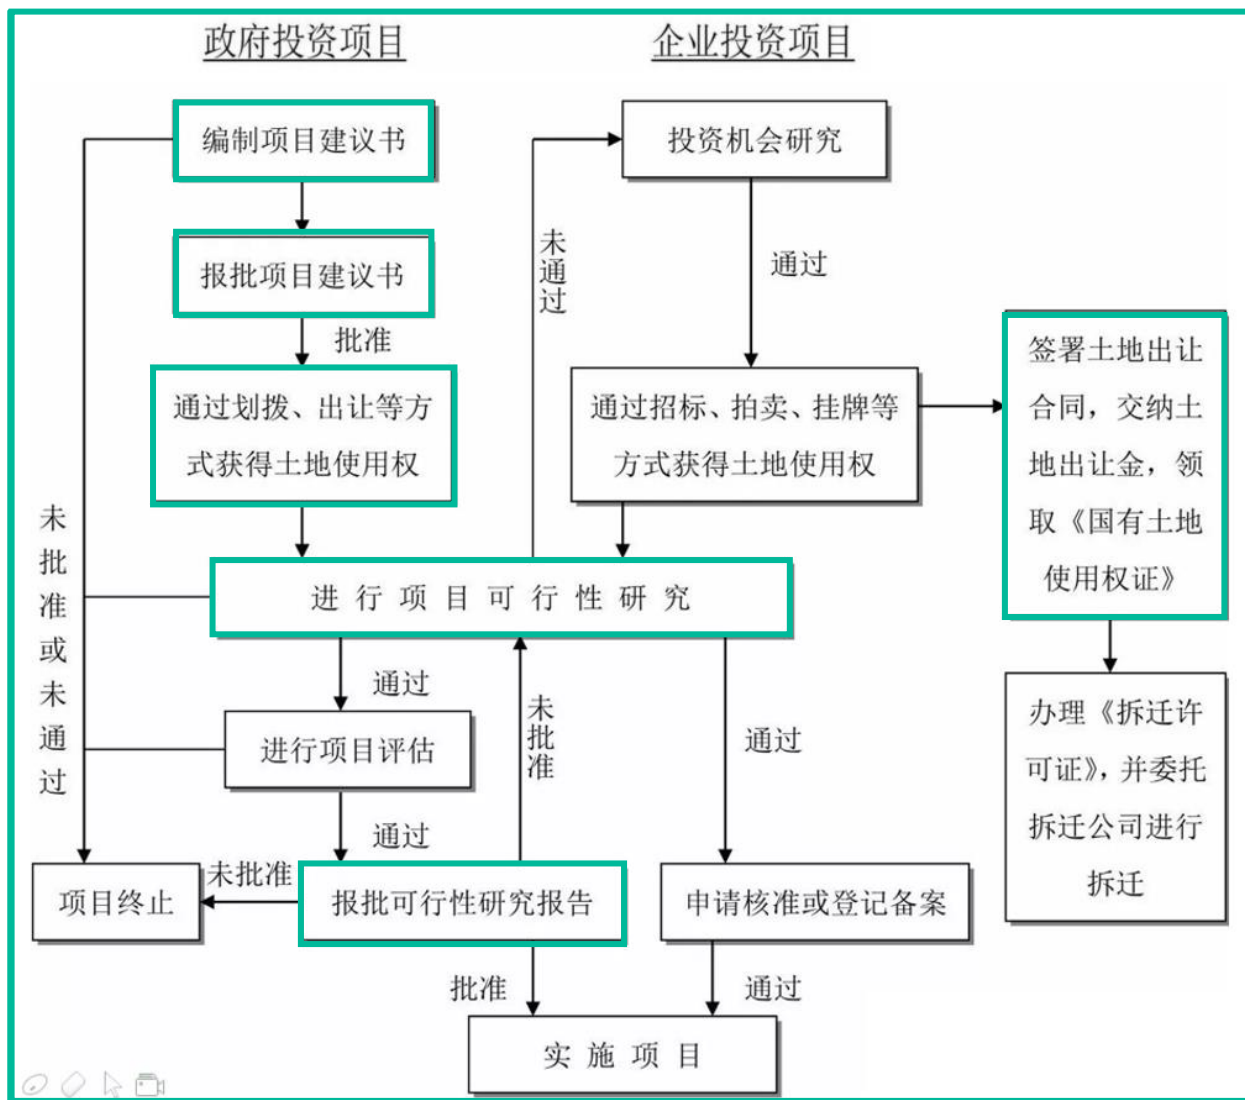 政府投资项目
企业投资项目
编制项目建议书
投资机会研究
未通过
通过
报批项目建议书
批准
通过划拨、出让等方
式获得土地使用权
通过招标、拍卖、挂牌等
方式获得土地使用权
签署土地出让
合同，交纳土
地出让金，领
取《国有土地
使用权证》
未批准或未通过
进行项目可行性研究
通过
未批准
通过
进行项目评估
办理《拆迁许
可证》，并委托
拆迁公司进行
拆迁
通过
项目终止
未批准
报批可行性研究报告
申请核准或登记备案
批准
通过
实施项目